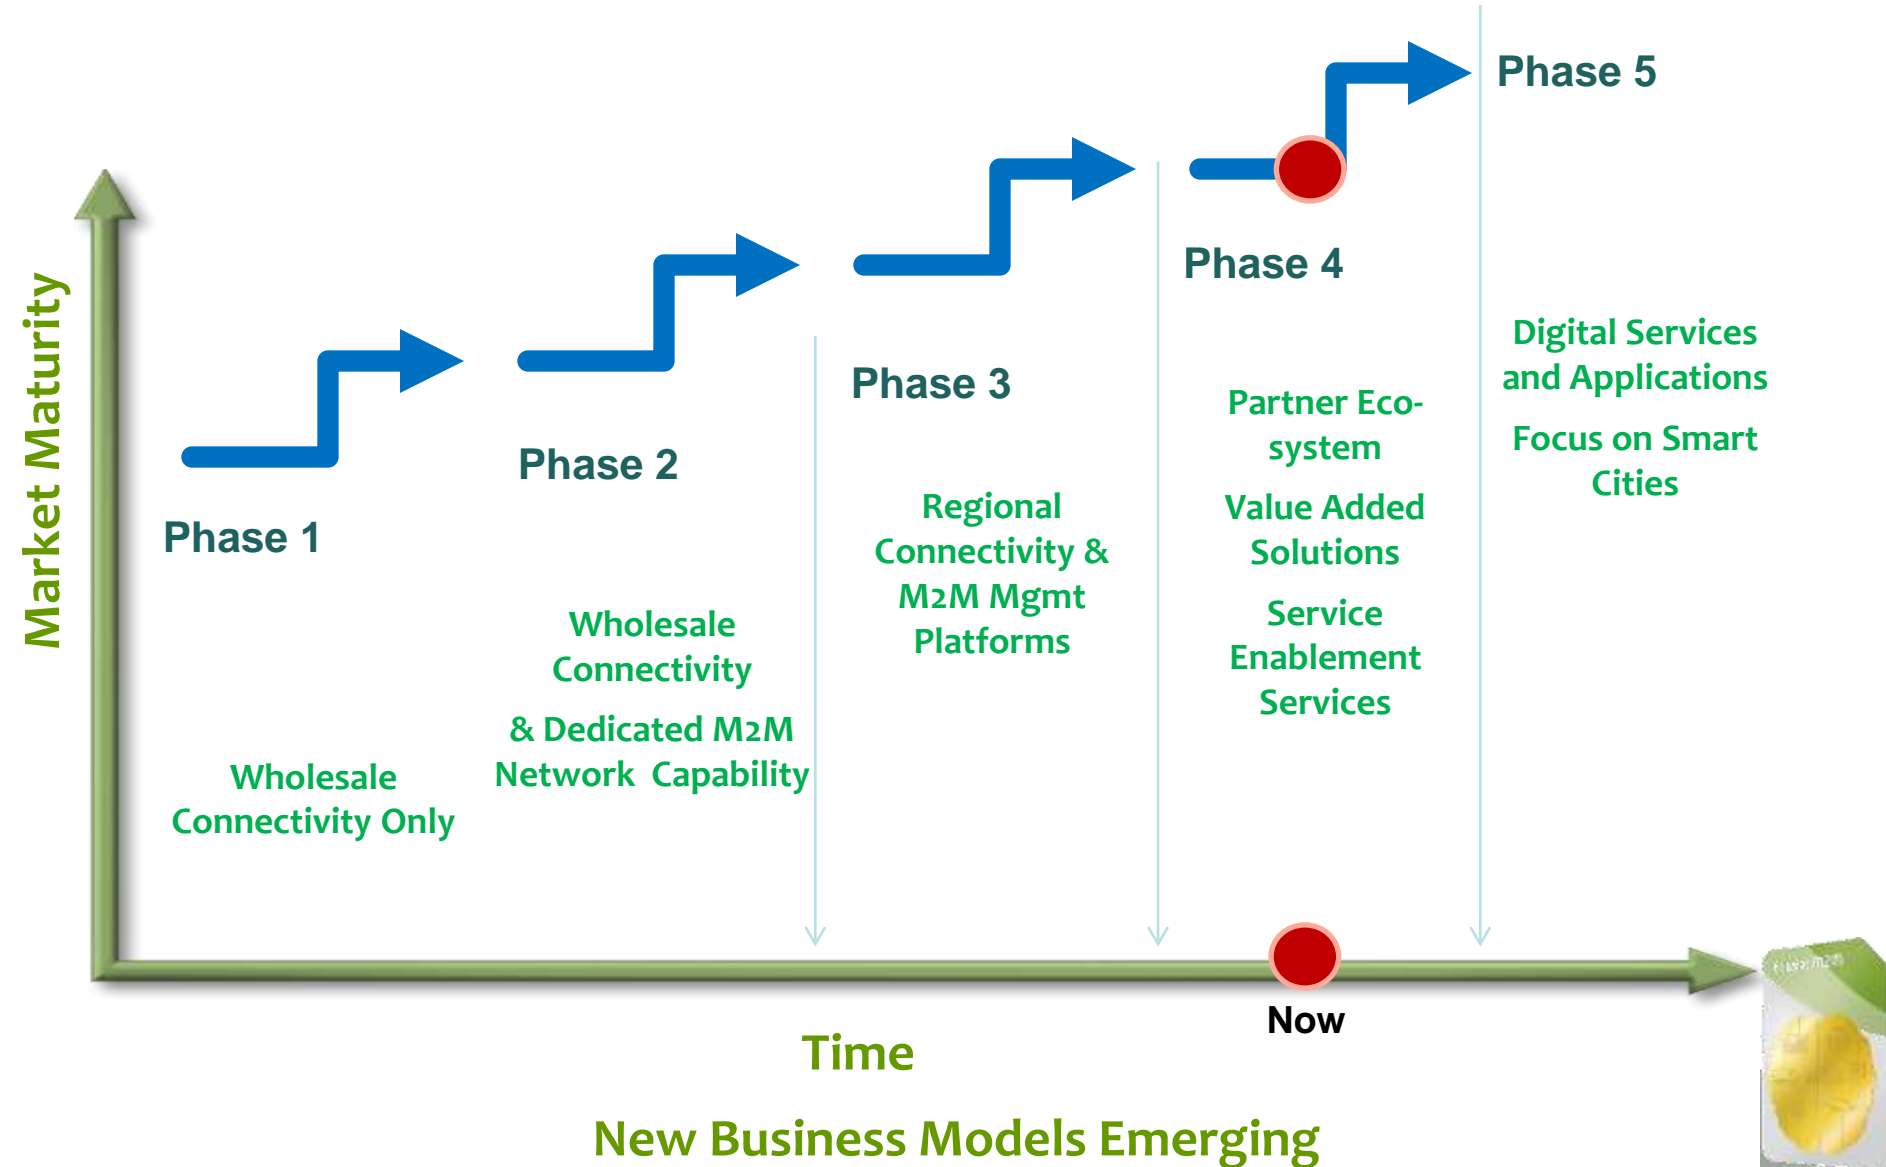 Phase 5
Phase 4
Phase 3
Phase 2
Phase 1
Market Maturity
Wholesale
Connectivity Only
Wholesale
Connectivity
& Dedicated M2M
Network Capability
Regional
Connectivity &
M2M Mgmt
Platforms
Partner Eco-
system
Value Added
Solutions
Service
Enablement
Services
Digital Services
and Applications
Focus on Smart
Cities
Now
Time
New Business Models Emerging